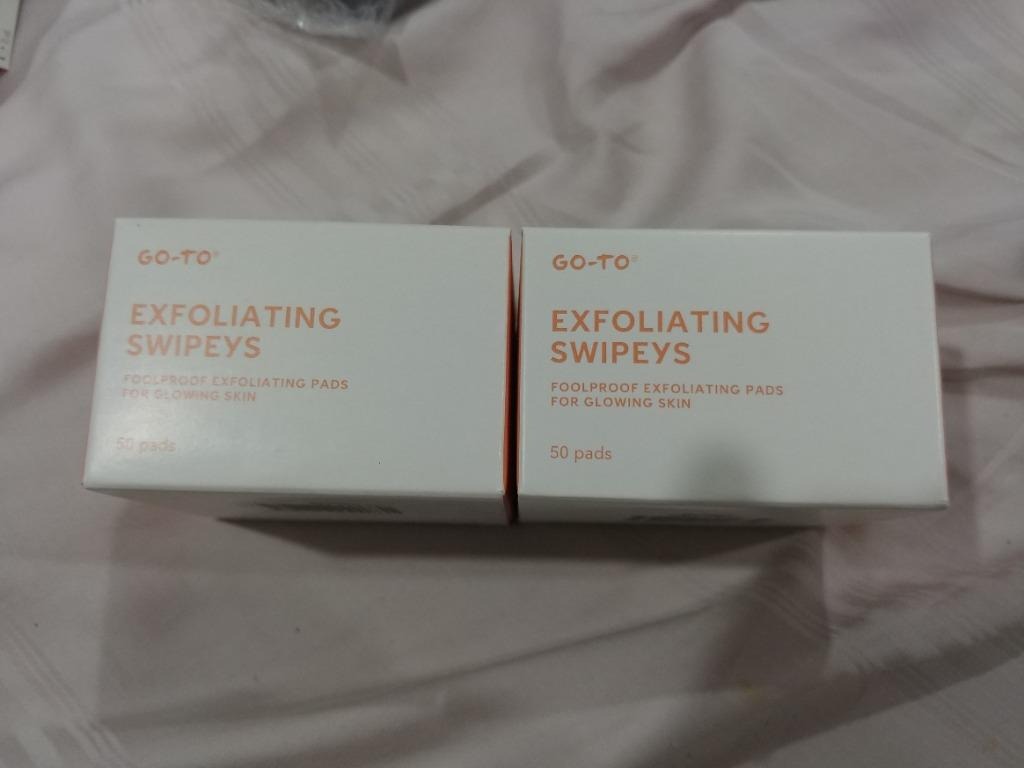 GO-TO®
EXFOLIATING
SWIPEYS
FOOLPROOF EXFOLIATING PADS
FOR GLOWING SKIN
50 pads
GO-TO®
EXFOLIATING
SWIPEYS
FOOLPROOF EXFOLIATING PADS
FOR GLOWING SKIN
50 pads